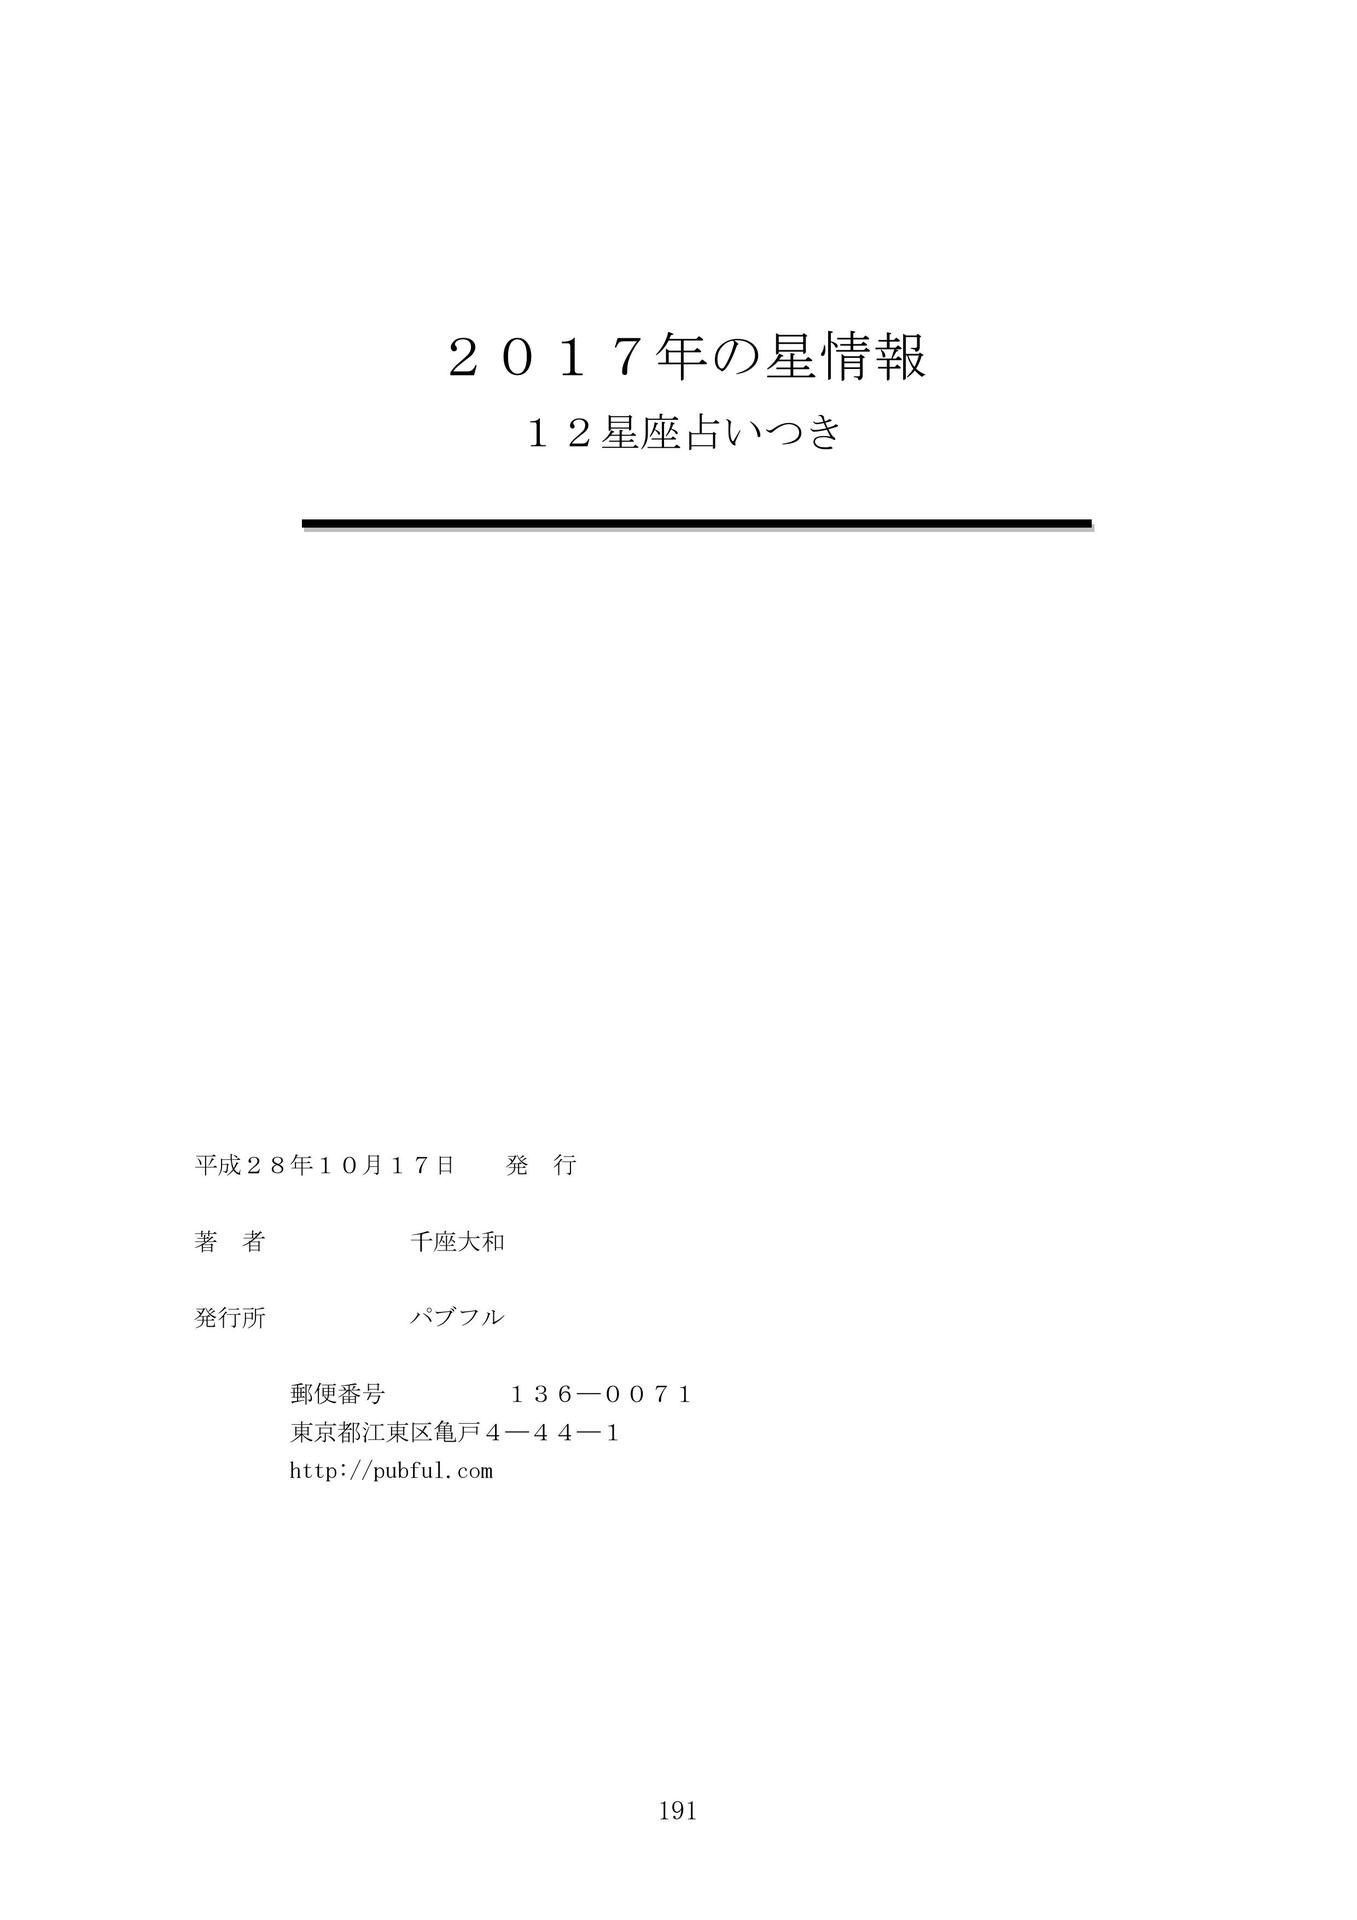 ２０１７年の星情報
１２星座占いつき
平成２８年１０月１７日　　発　行
著　者　　　　　　千座大和
発行所　　　　　　パブフル
郵便番号　　　　　１３６―００７１
東京都江東区亀戸４―４４―１
http://pubful.com
191